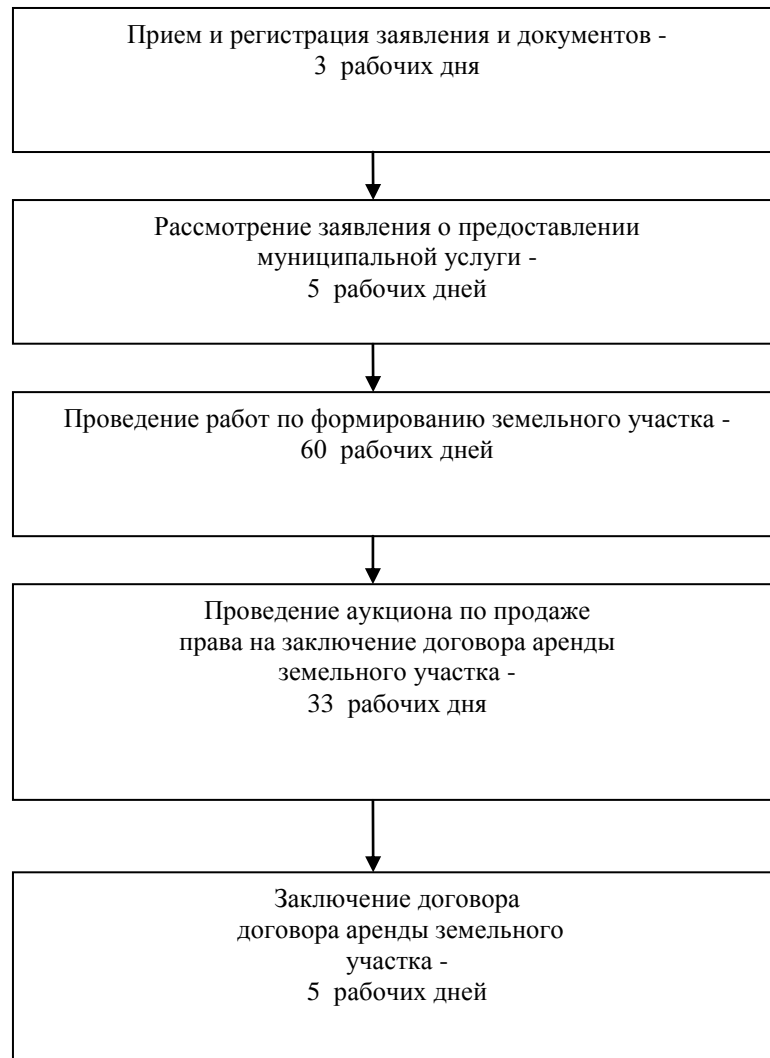 Прием и регистрация заявления и документов -
3 рабочих дня
Рассмотрение заявления о предоставлении
муниципальной услуги -
5 рабочих дней
Проведение работ по формированию земельного участка -
60 рабочих дней
Проведение аукциона по продаже
права на заключение договора аренды
земельного участка -
33 рабочих дня
Заключение договора
договора аренды земельного
участка -
5 рабочих дней